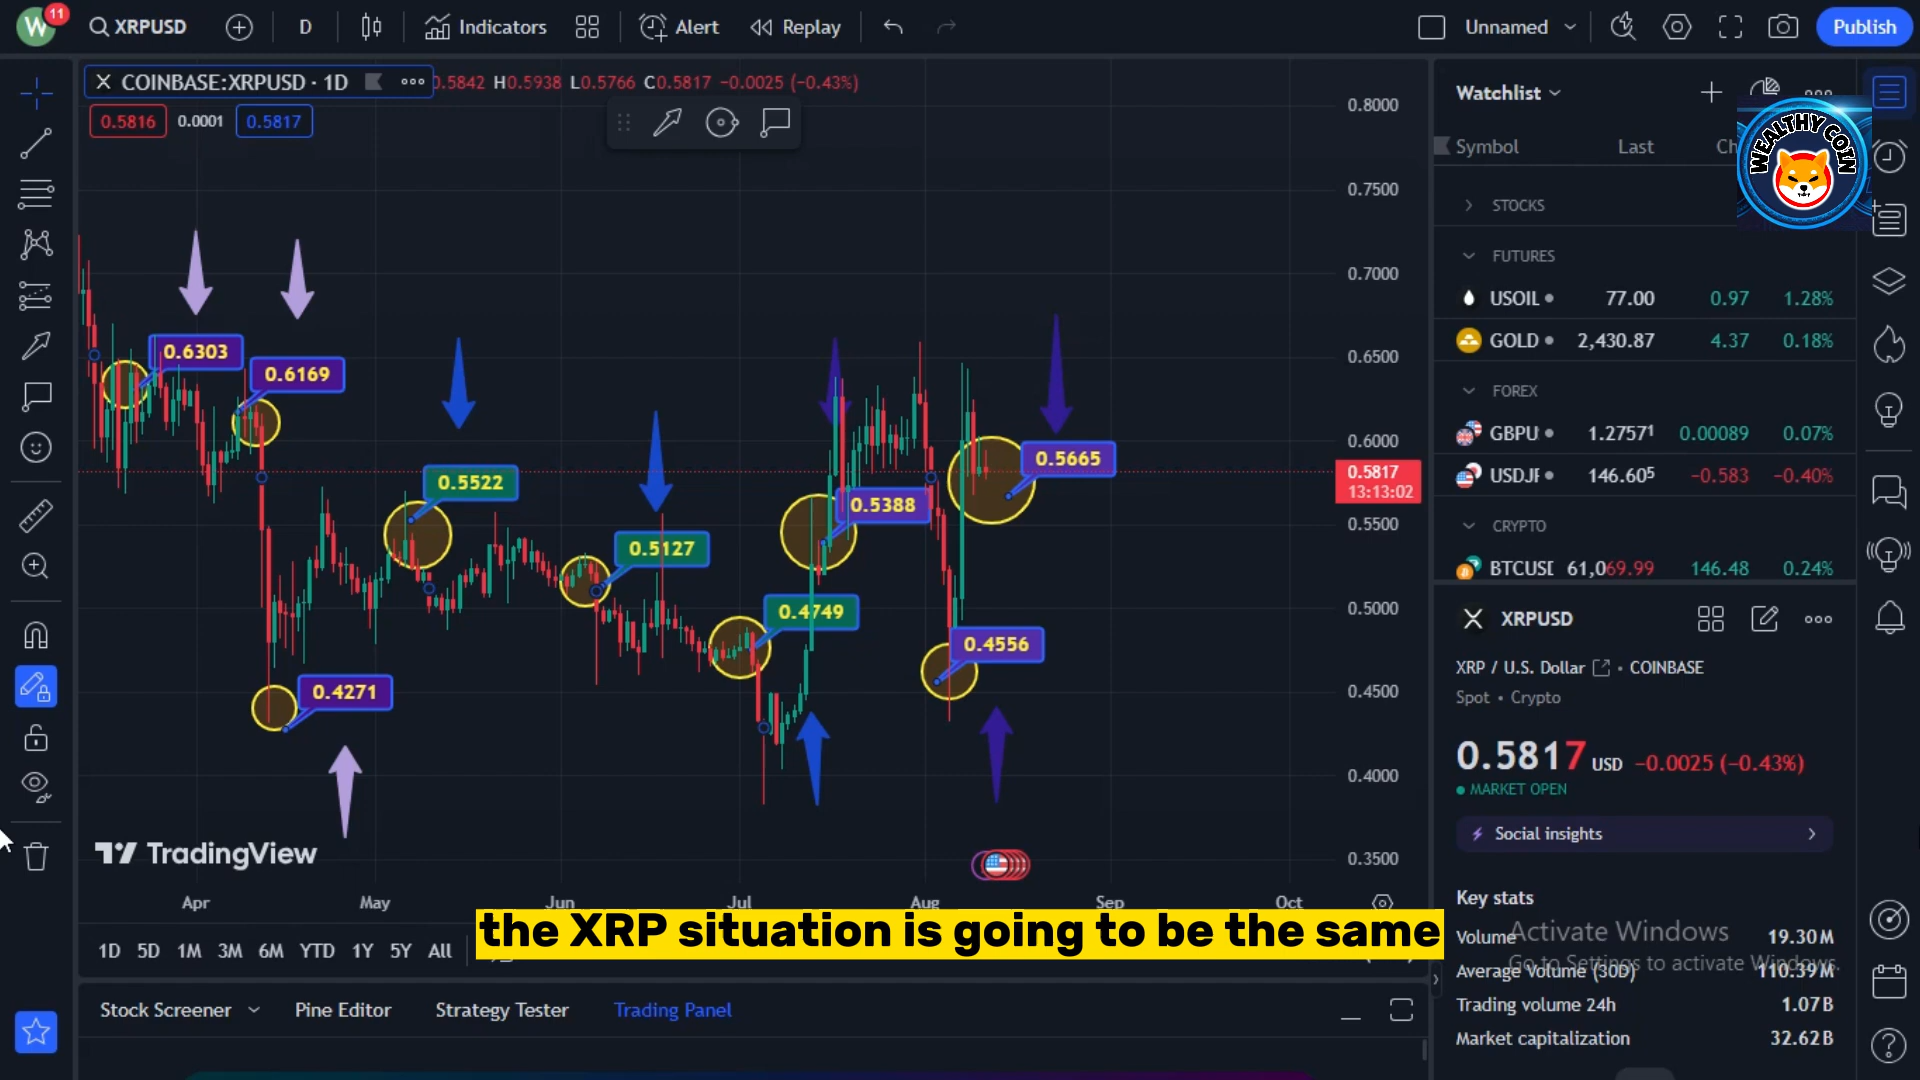 W
11
XRPUSD
D
Indicators
Alert
Replay
Unnamed
Publish
COINBASE:XRPUSD · 1D
0.5842 H0.5938 L0.5766 C0.5817 −0.0025 (−0.43%)
0.5816
0.0001
0.5817
0.8000
0.7500
0.7000
0.6500
0.6000
0.5817
13:13:02
0.5500
0.5000
0.4500
0.4000
0.3500
0.6303
0.6169
0.4271
0.5522
0.5127
0.4749
0.5388
0.4556
0.5665
TradingView
Apr
May
Jun
Jul
Aug
Sep
Oct
the XRP situation is going to be the same
1D 5D 1M 3M 6M YTD 1Y 5Y All
Stock Screener
Pine Editor
Strategy Tester
Trading Panel
Watchlist
WEALTHY COIN
Symbol Last Ch
STOCKS
FUTURES
USOIL 77.00 0.97 1.28%
GOLD 2,430.87 4.37 0.18%
FOREX
GBPU 1.27571 0.00089 0.07%
USDJF 146.605 −0.583 −0.40%
CRYPTO
BTCUSD 61,069.99 146.48 0.24%
XRPUSD
XRP / U.S. Dollar • COINBASE
Spot • Crypto
0.5817 USD −0.0025 (−0.43%)
MARKET OPEN
Social insights
Key stats
Activate Windows
Go to Settings to activate Windows.
Volume 19.30M
Average Volume (30D) 110.39M
Trading volume 24h 1.07B
Market capitalization 32.62B